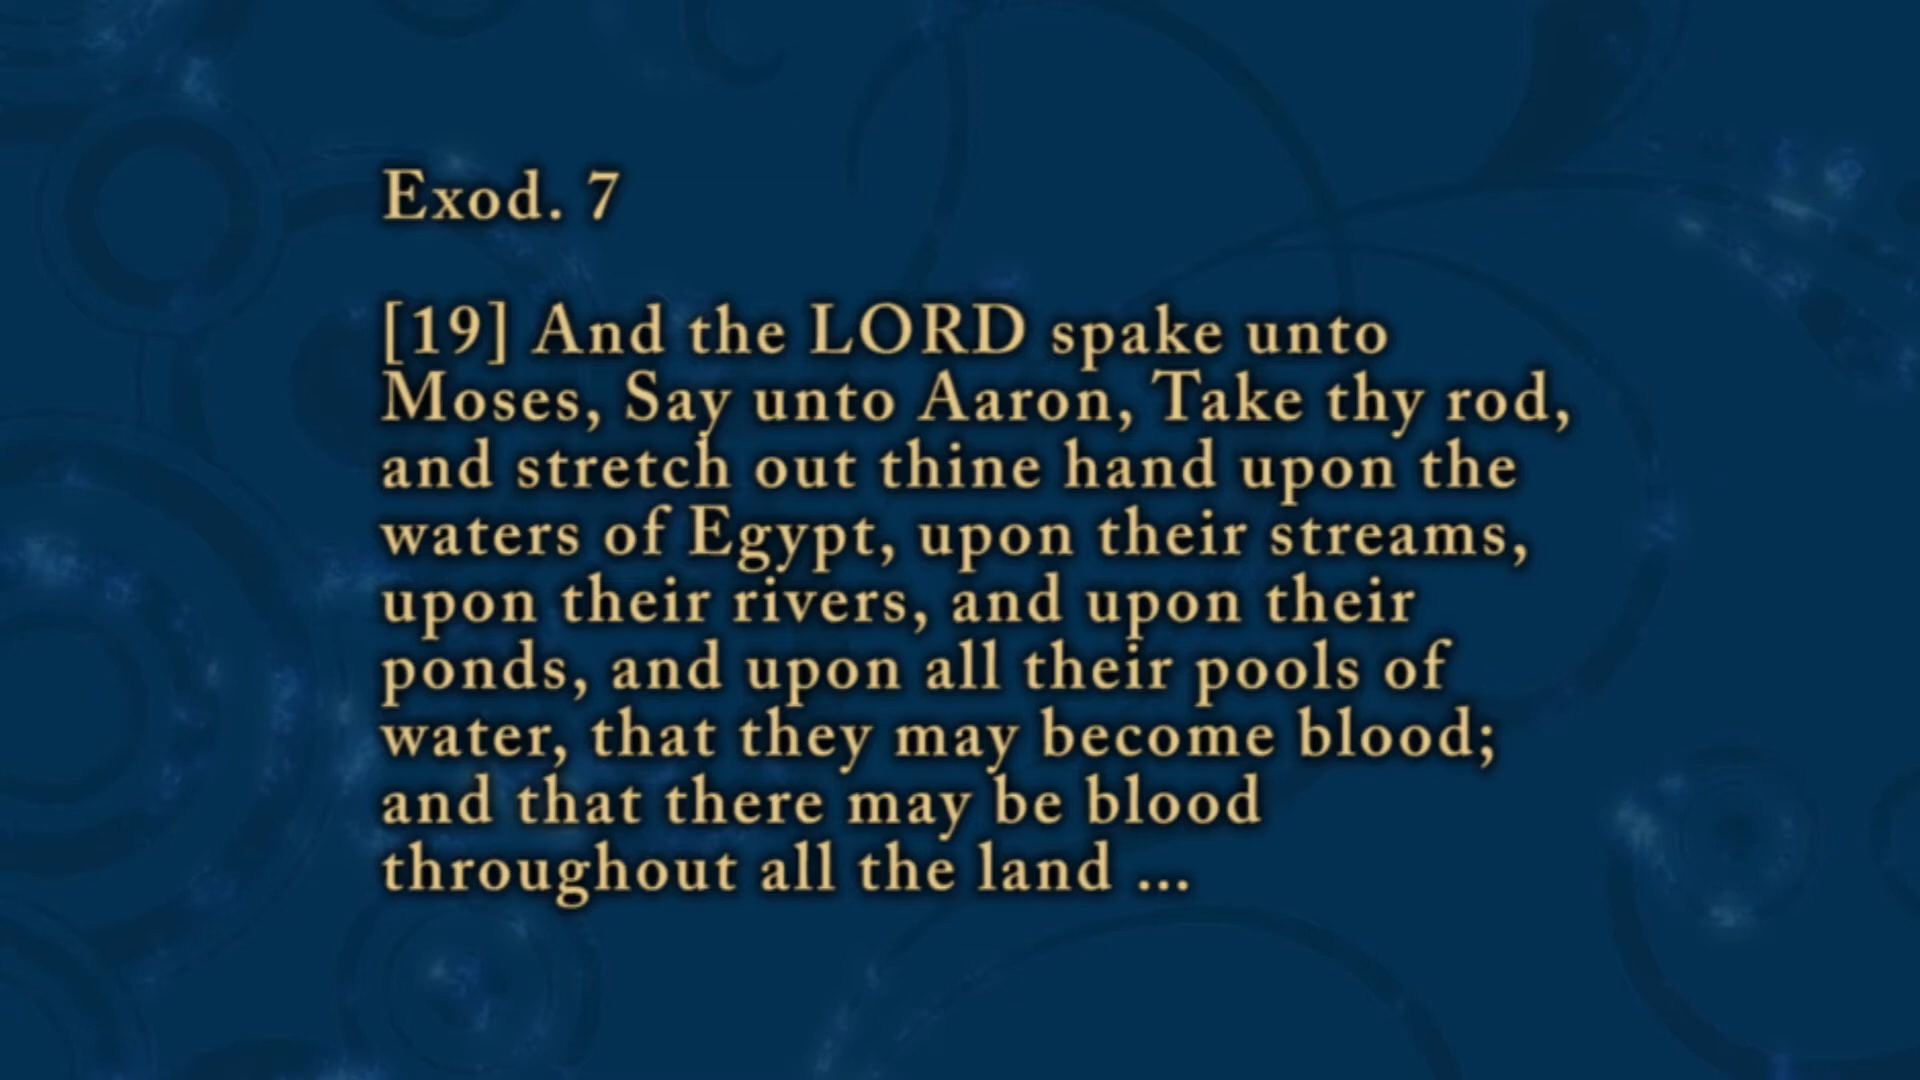 Exod. 7
[19] And the LORD spake unto
Moses, Say unto Aaron, Take thy rod,
and stretch out thine hand upon the
waters of Egypt, upon their streams,
upon their rivers, and upon their
ponds, and upon all their pools of
water, that they may become blood;
and that there may be blood
throughout all the land ...